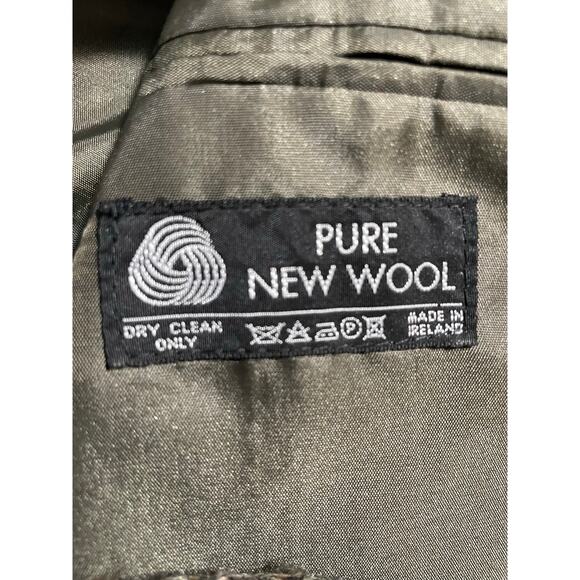 PURE
NEW WOOL
DRY CLEAN
ONLY
P
MADE IN
IRELAND